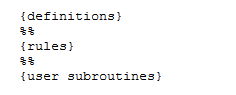 {definitions}
%%
{rules}
%%
{user subroutines}